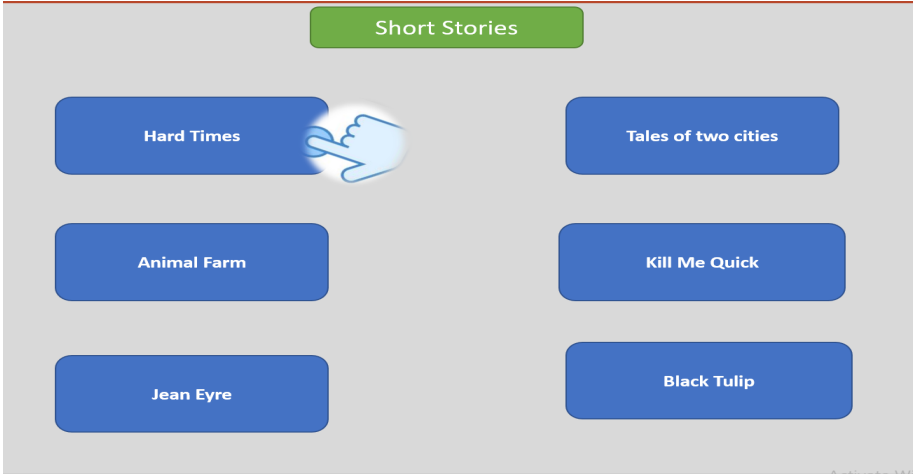 Short Stories
Hard Times
Tales of two cities
Animal Farm
Kill Me Quick
Jean Eyre
Black Tulip